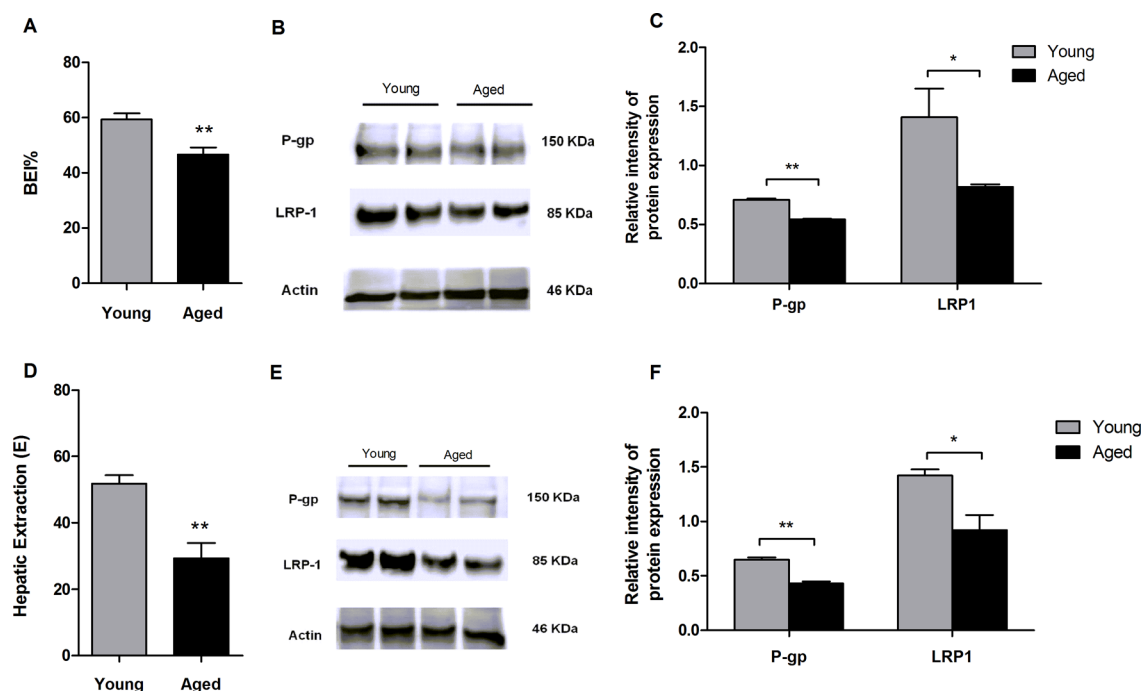 A
BEI%
80
60
40
20
0
**
Young Aged
B
Young Aged
P-gp 150 KDa
LRP-1 85 KDa
Actin 46 KDa
C
Relative intensity of
protein expression
2.0
1.5
1.0
0.5
0.0
** *
P-gp LRP1
Young
Aged
D
Hepatic Extraction (E)
80
60
40
20
0
**
Young Aged
E
Young Aged
P-gp 150 KDa
LRP-1 85 KDa
Actin 46 KDa
F
Relative intensity of
protein expression
2.0
1.5
1.0
0.5
0.0
** *
P-gp LRP1
Young
Aged